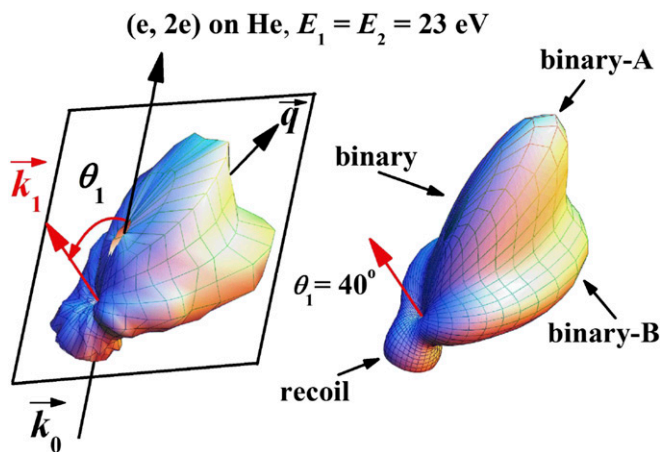 (e, 2e) on He, E₁ = E₂ = 23 eV
binary-A
q
binary
k₁
θ₁
θ₁ = 40°
binary-B
recoil
k₀